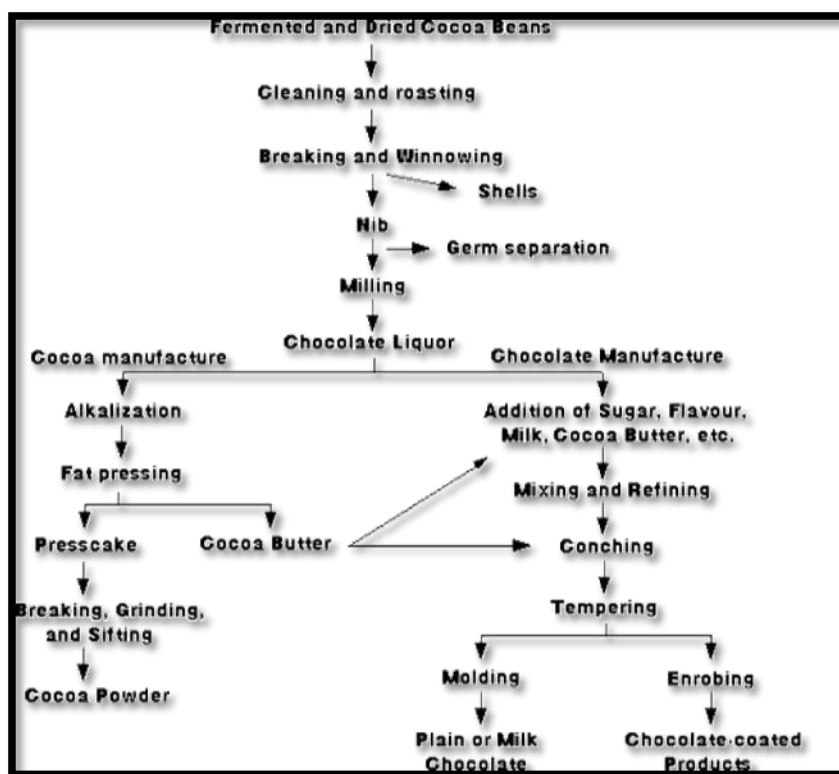 Fermented and Dried Cocoa Beans
Cleaning and roasting
Breaking and Winnowing
Shells
Nib
Germ separation
Milling
Chocolate Liquor
Cocoa manufacture
Chocolate Manufacture
Alkalization
Addition of Sugar, Flavour,
Milk, Cocoa Butter, etc.
Fat pressing
Mixing and Refining
Presscake
Cocoa Butter
Conching
Breaking, Grinding,
and Sifting
Tempering
Cocoa Powder
Molding
Enrobing
Plain or Milk
Chocolate
Chocolate-coated
Products